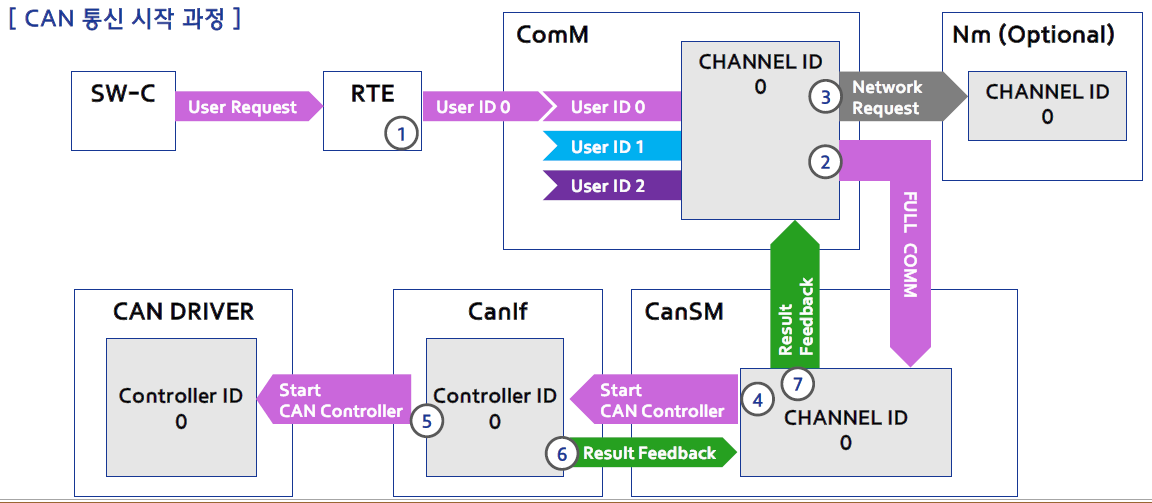 [ CAN 통신 시작 과정 ]
SW-C
User Request
RTE
1
User ID 0
ComM
User ID 0
User ID 1
User ID 2
CHANNEL ID
0
3
2
Network
Request
Nm (Optional)
CHANNEL ID
0
FULL COMM
Result
Feedback
CAN DRIVER
Controller ID
0
Start
CAN Controller
CanIf
Controller ID
0
5
6
Start
CAN Controller
Result Feedback
CanSM
4
7
CHANNEL ID
0